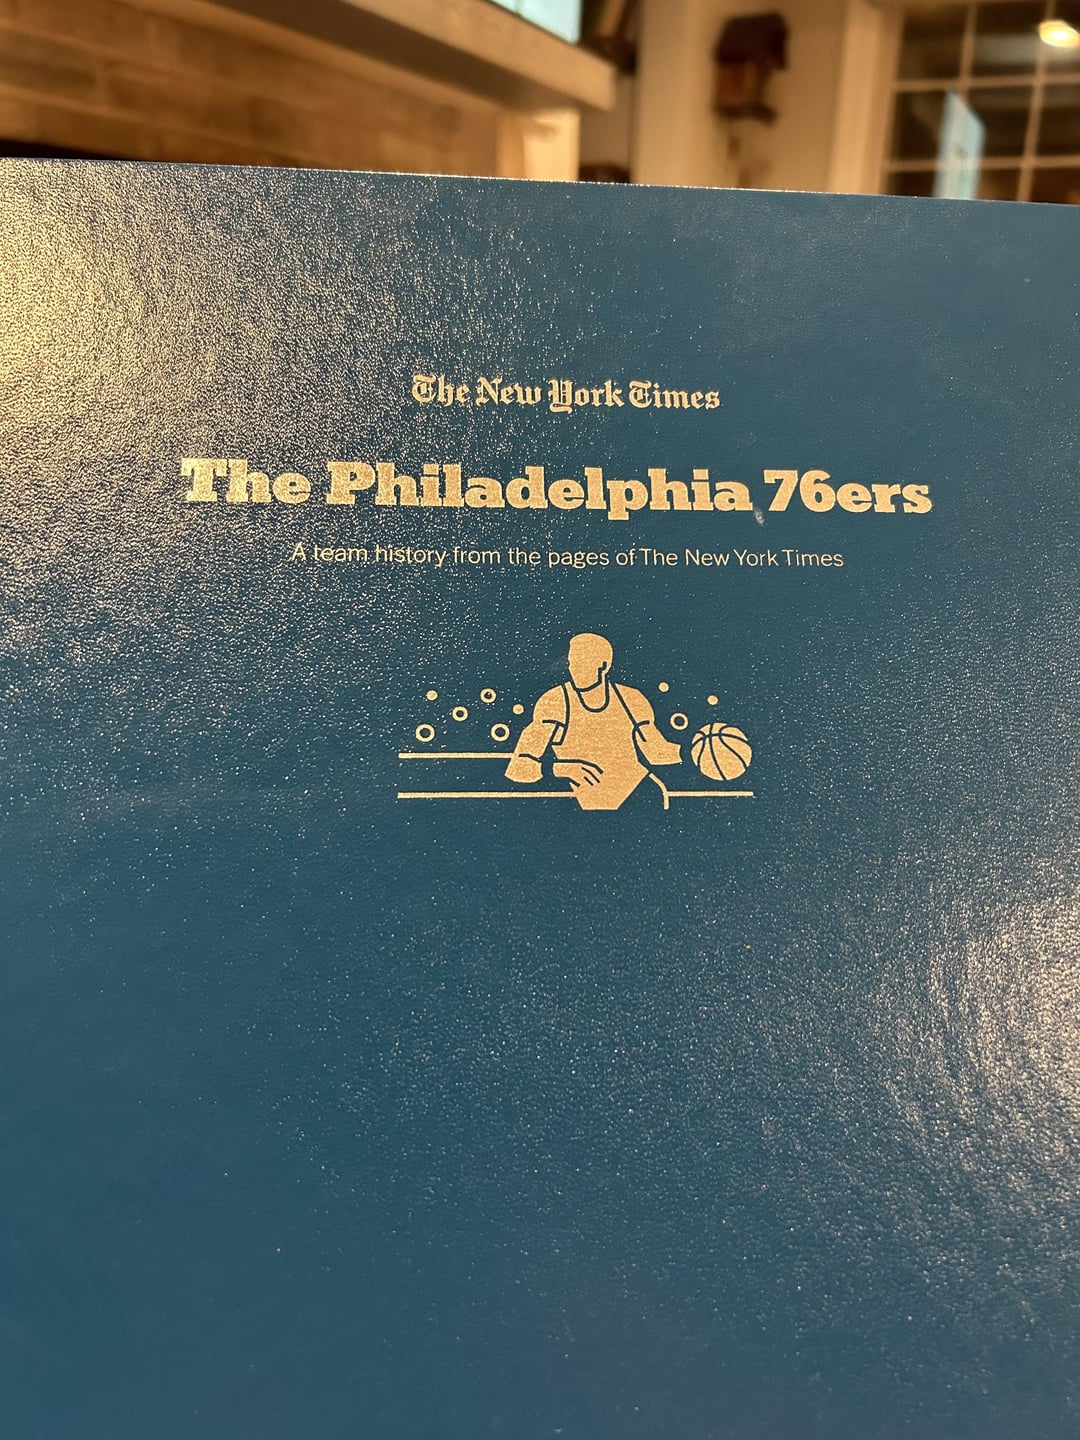 The New York Times
The Philadelphia 76ers
A team history from the pages of The New York Times